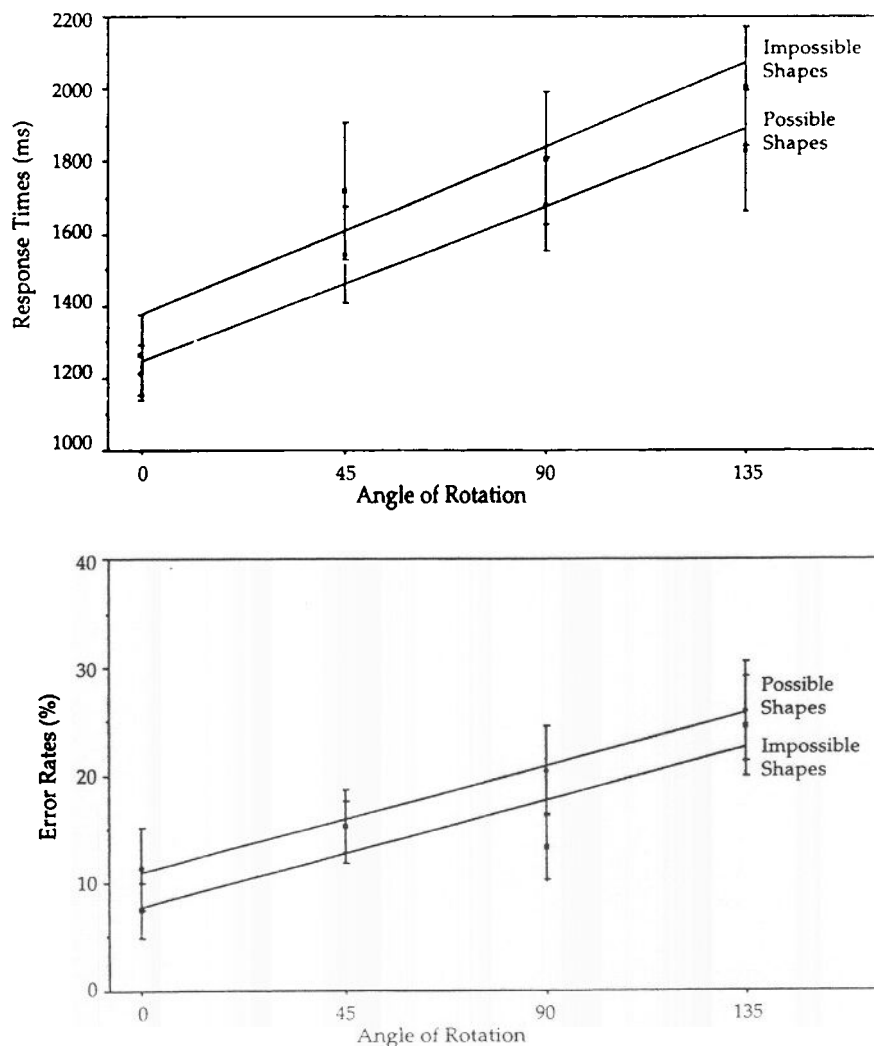 2200
2000
1800
1600
1400
1200
1000
Response Times (ms)
Impossible
Shapes
Possible
Shapes
0 45 90 135
Angle of Rotation
40
30
20
10
0
Error Rates (%)
Possible
Shapes
Impossible
Shapes
0 45 90 135
Angle of Rotation